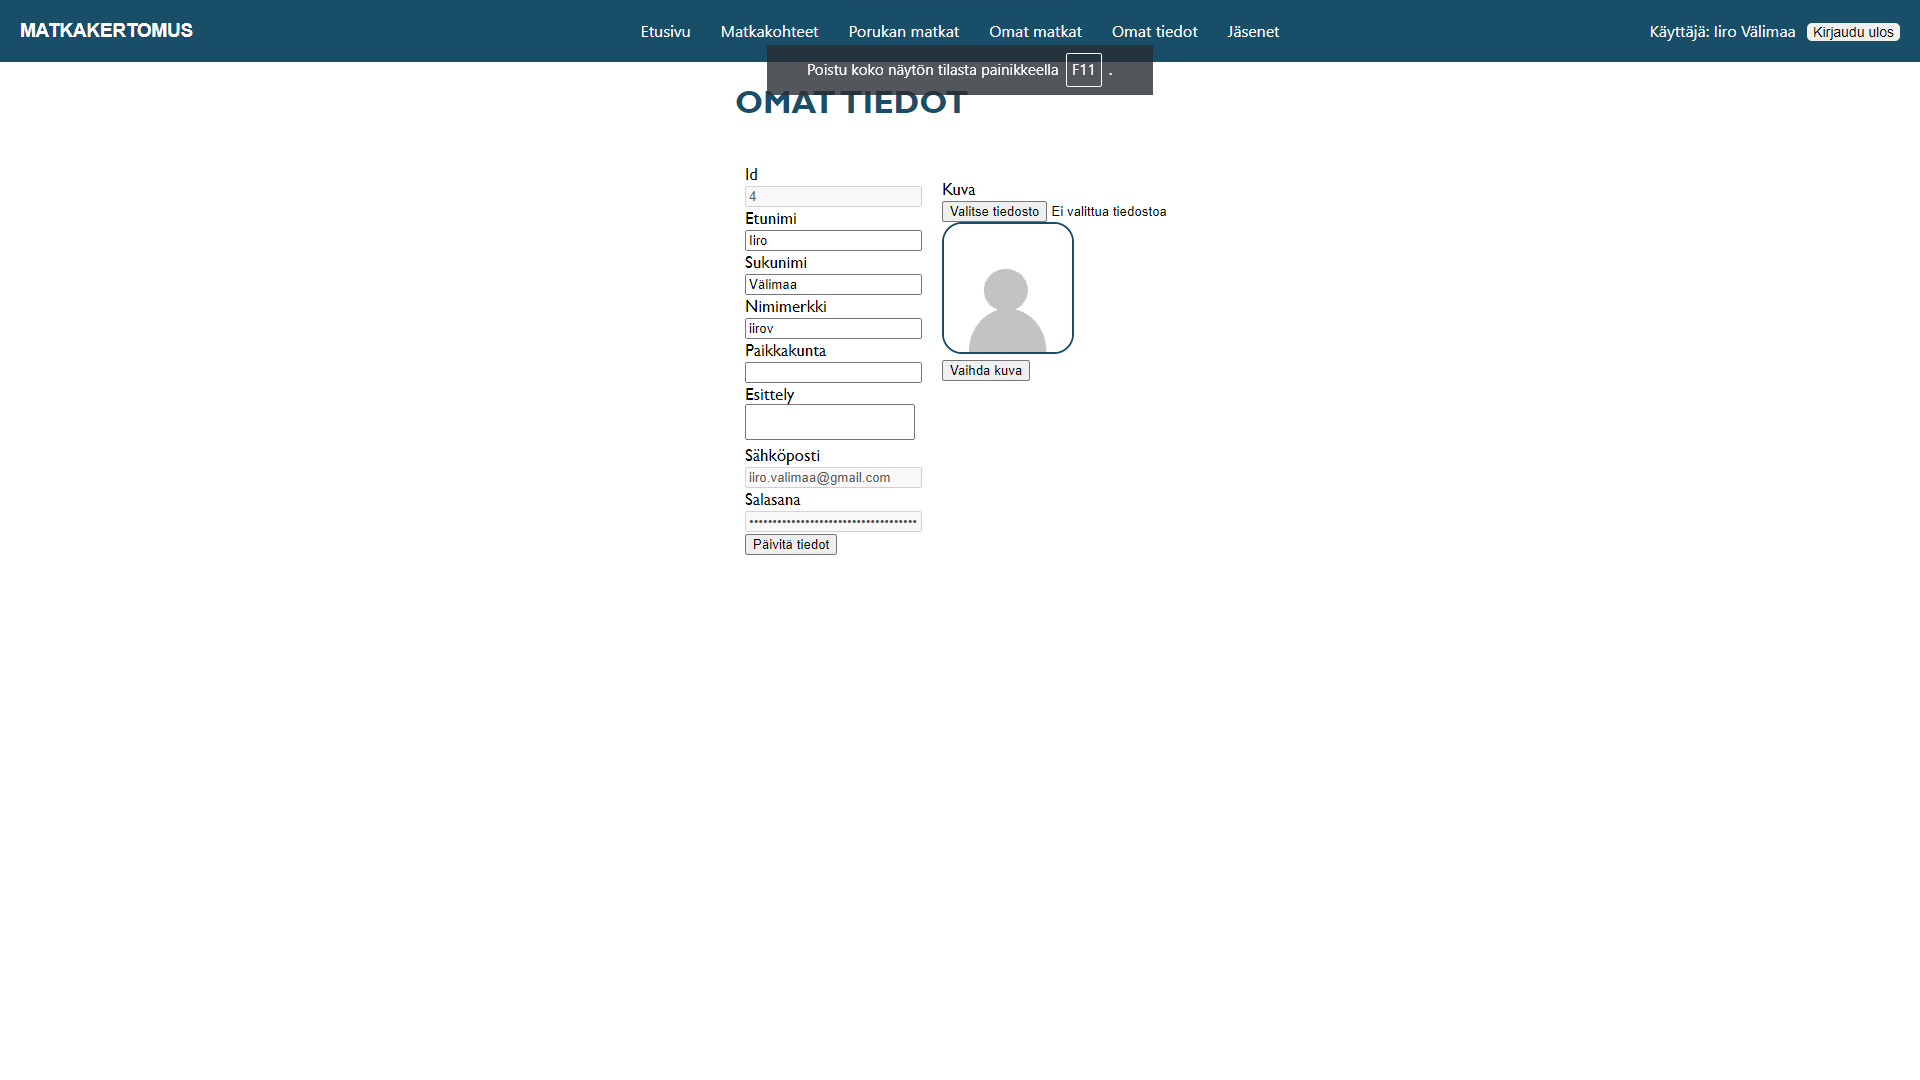 MATKAKERTOMUS
Etusivu Matkakohteet Porukan matkat Omat matkat Omat tiedot Jäsenet
Käyttäjä: Iiro Välimaa Kirjaudu ulos
Poistu koko näytön tilasta painikkeella F11 .
OMAT TIEDOT
Id
4
Etunimi
Iiro
Sukunimi
Välimaa
Nimimerkki
iirov
Paikkakunta
Esittely
Sähköposti
iiro.valimaa@gmail.com
Salasana
••••••••••••••••••••••••••••••••••••
Päivitä tiedot
Kuva
Valitse tiedosto Ei valittua tiedostoa
Vaihda kuva